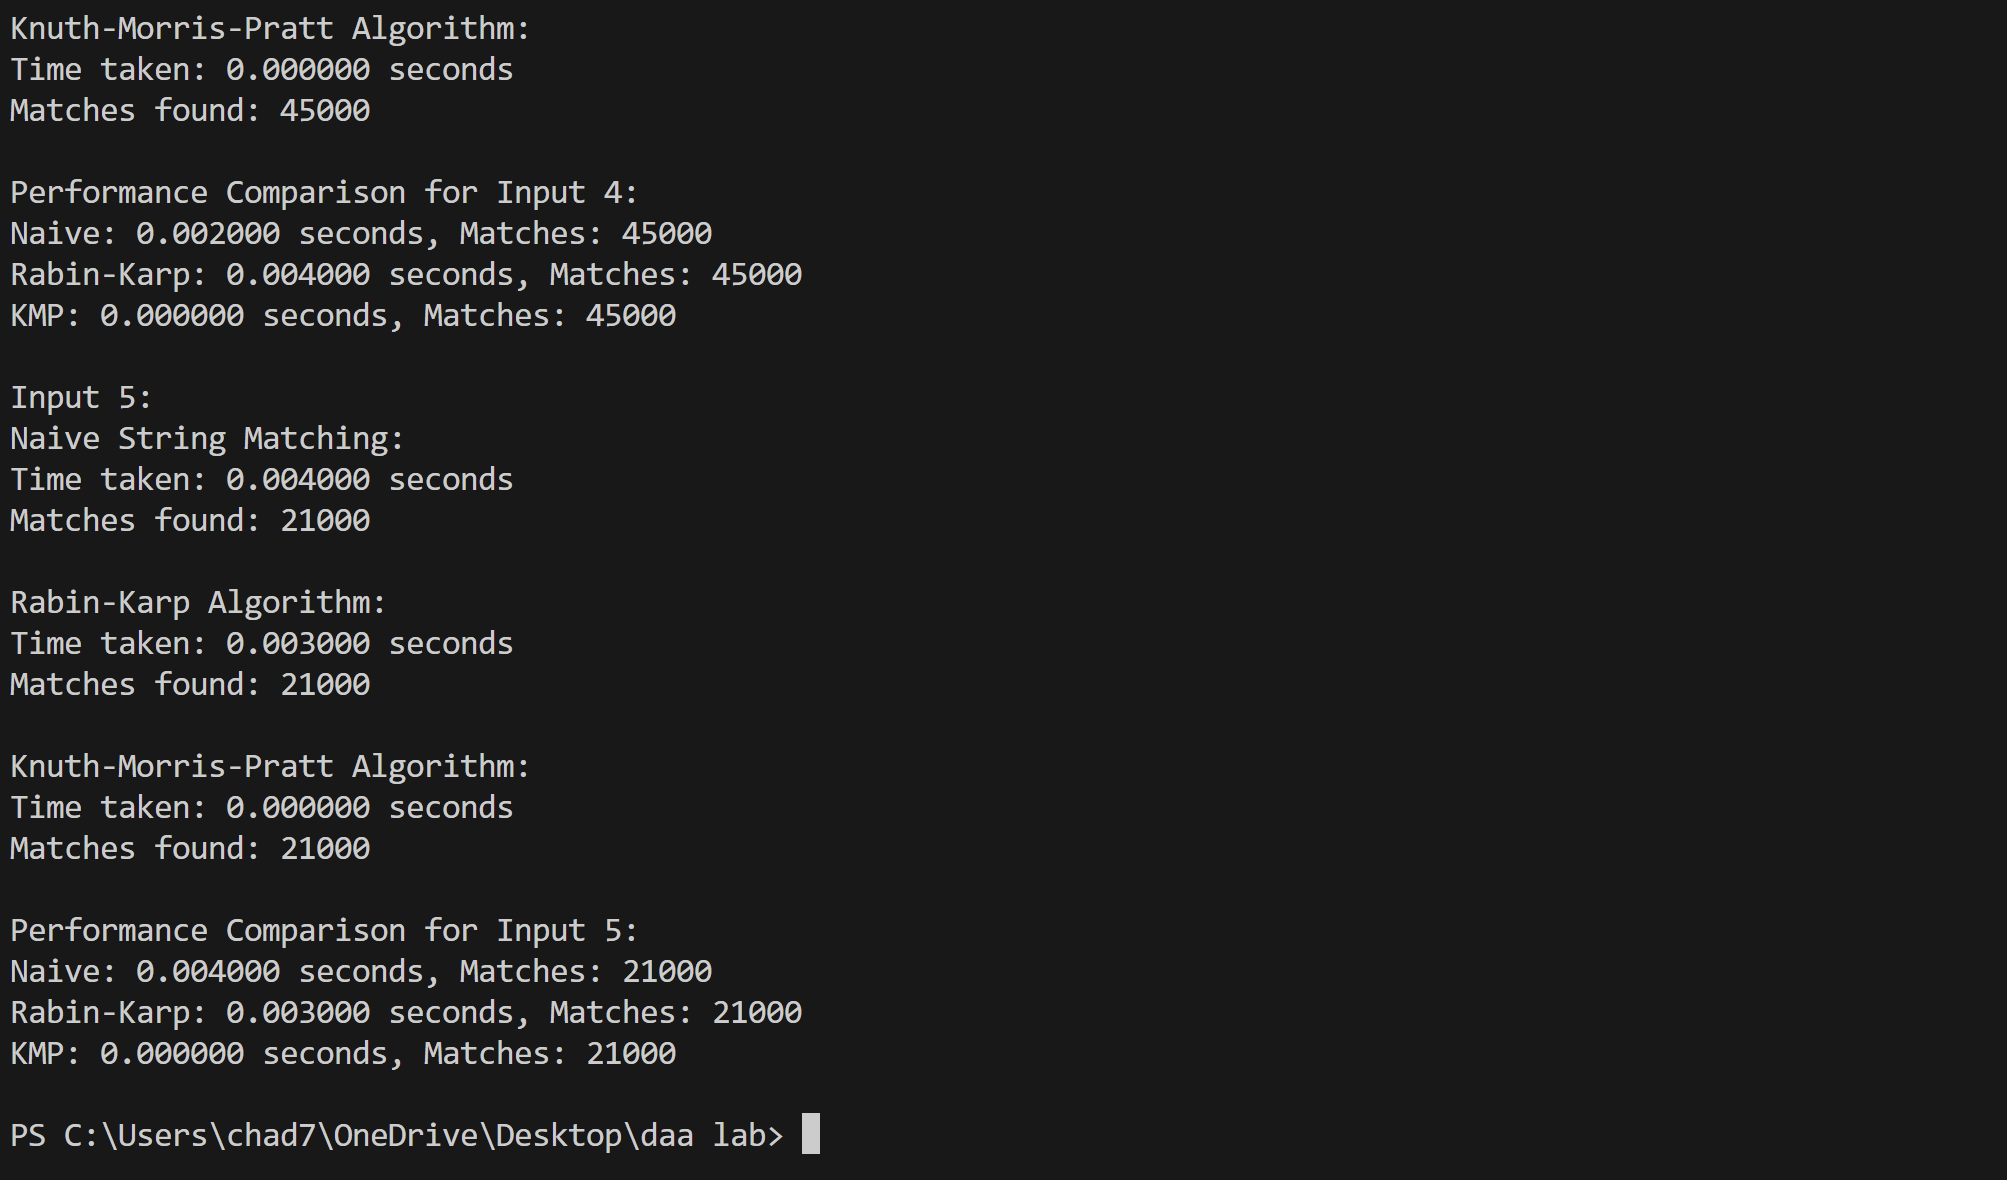 Knuth-Morris-Pratt Algorithm:
Time taken: 0.000000 seconds
Matches found: 45000
Performance Comparison for Input 4:
Naive: 0.002000 seconds, Matches: 45000
Rabin-Karp: 0.004000 seconds, Matches: 45000
KMP: 0.000000 seconds, Matches: 45000
Input 5:
Naive String Matching:
Time taken: 0.004000 seconds
Matches found: 21000
Rabin-Karp Algorithm:
Time taken: 0.003000 seconds
Matches found: 21000
Knuth-Morris-Pratt Algorithm:
Time taken: 0.000000 seconds
Matches found: 21000
Performance Comparison for Input 5:
Naive: 0.004000 seconds, Matches: 21000
Rabin-Karp: 0.003000 seconds, Matches: 21000
KMP: 0.000000 seconds, Matches: 21000
PS C:\Users\chad7\OneDrive\Desktop\daa lab>